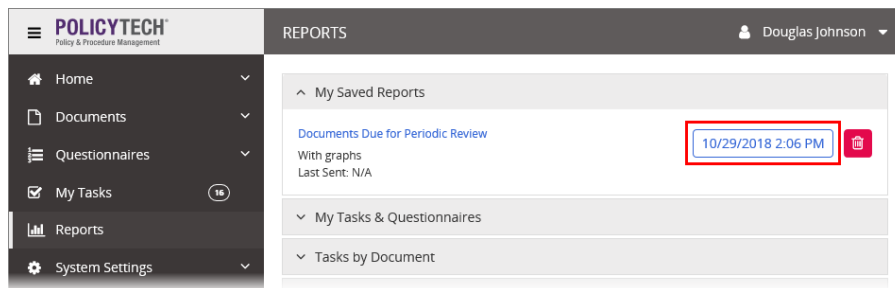 POLICYTECH
Policy & Procedure Management
REPORTS
Douglas Johnson
Home
Documents
Questionnaires
My Tasks
16
Reports
System Settings
My Saved Reports
Documents Due for Periodic Review
With graphs
Last Sent: N/A
10/29/2018 2:06 PM
My Tasks & Questionnaires
Tasks by Document